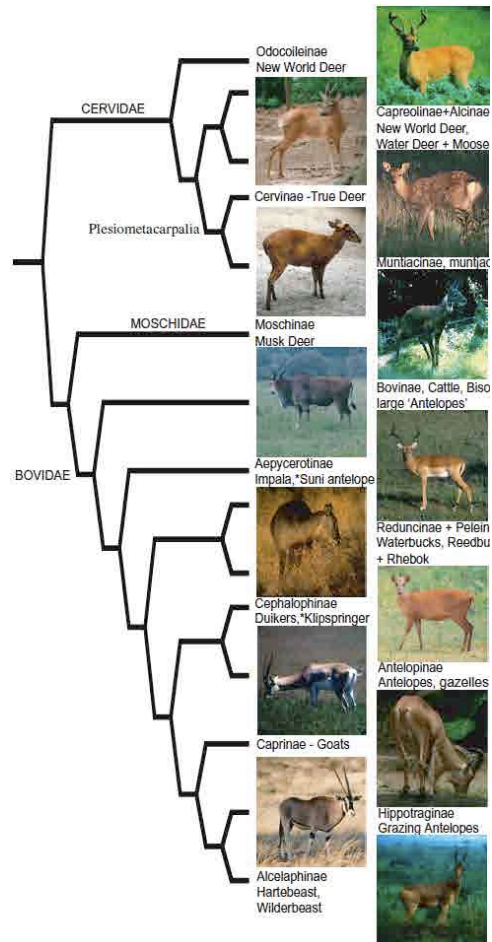 Odocoileinae
New World Deer
CERVIDAE
Capreolinae+Alcinae
New World Deer,
Water Deer + Moose
Cervinae -True Deer
Plesiometacarpalia
Muntiacinae, muntjac
MOSCHIDAE
Moschinae
Musk Deer
Bovinae, Cattle, Biso
large 'Antelopes'
BOVIDAE
Aepycerotinae
Impala,*Suni antelope
Reduncinae + Pelein
Waterbucks, Reedbu
+ Rhebok
Cephalophinae
Duikers,*Klipspringer
Antelopinae
Antelopes, gazelles
Caprinae - Goats
Hippotraginae
Grazing Antelopes
Alcelaphinae
Hartebeast,
Wilderbeast